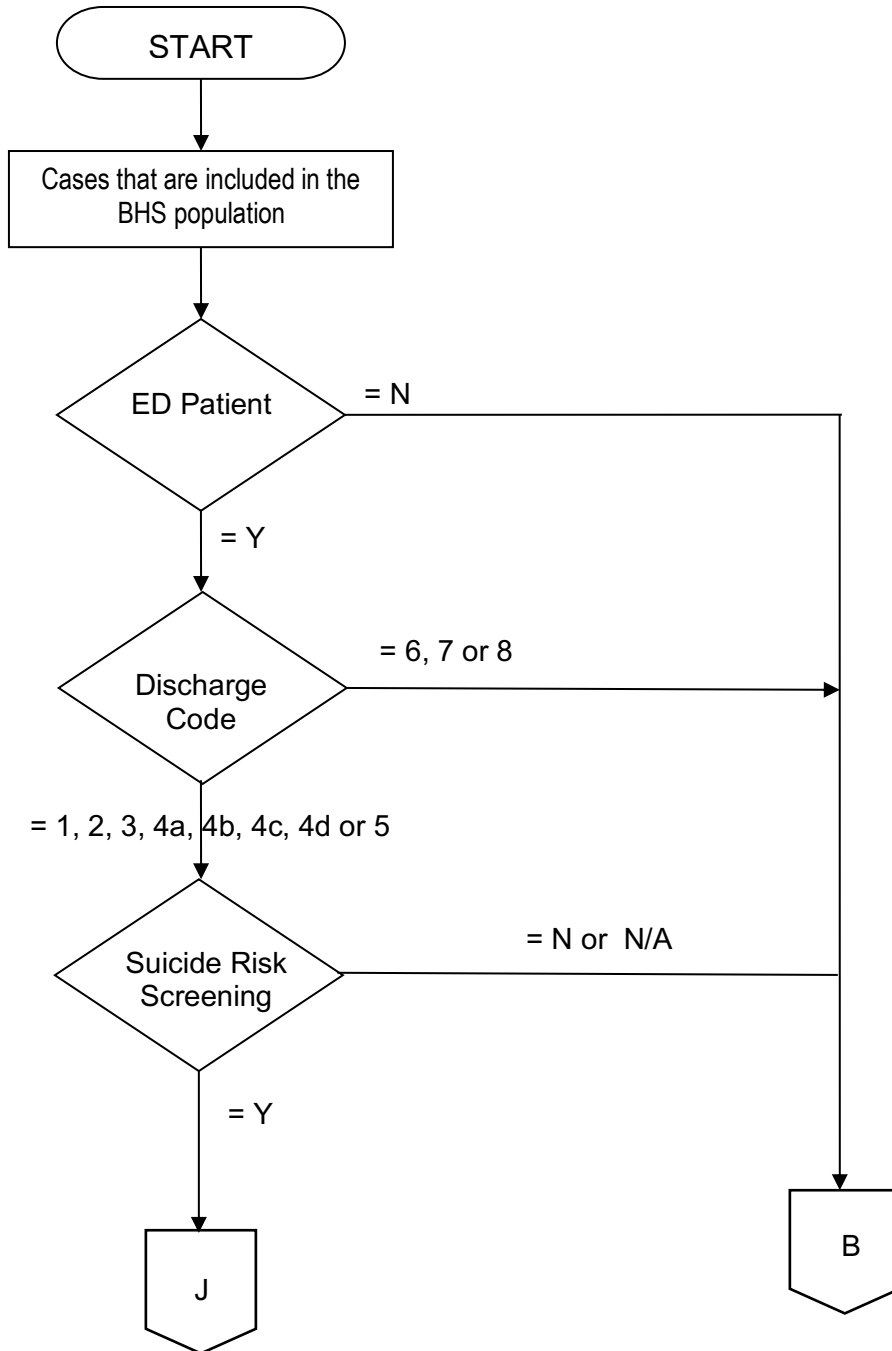 START
Cases that are included in the
BHS population
ED Patient
= N
= Y
= 6, 7 or 8
Discharge
Code
= 1, 2, 3, 4a, 4b, 4c, 4d or 5
= N or N/A
Suicide Risk
Screening
= Y
B
J